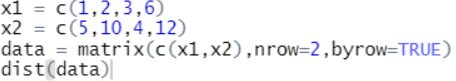 x1 = c(1,2,3,6)
x2 = c(5,10,4,12)
data = matrix(c(x1,x2),nrow=2,byrow=TRUE)
dist(data)